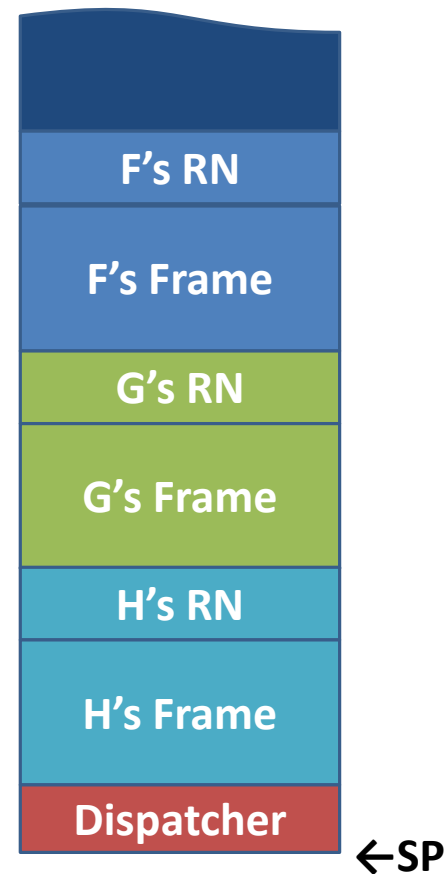 F’s RN
F’s Frame
G’s RN
G’s Frame
H’s RN
H’s Frame
Dispatcher
←SP